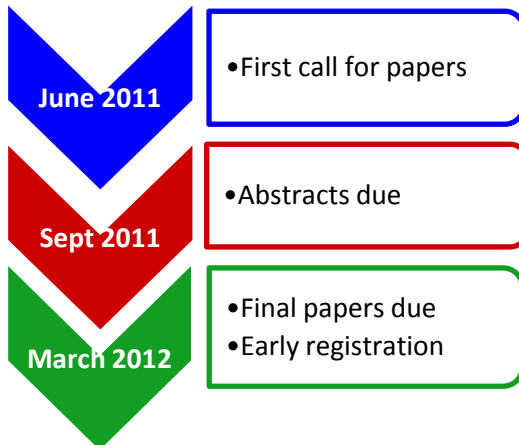 June 2011
•First call for papers
Sept 2011
•Abstracts due
March 2012
•Final papers due
•Early registration